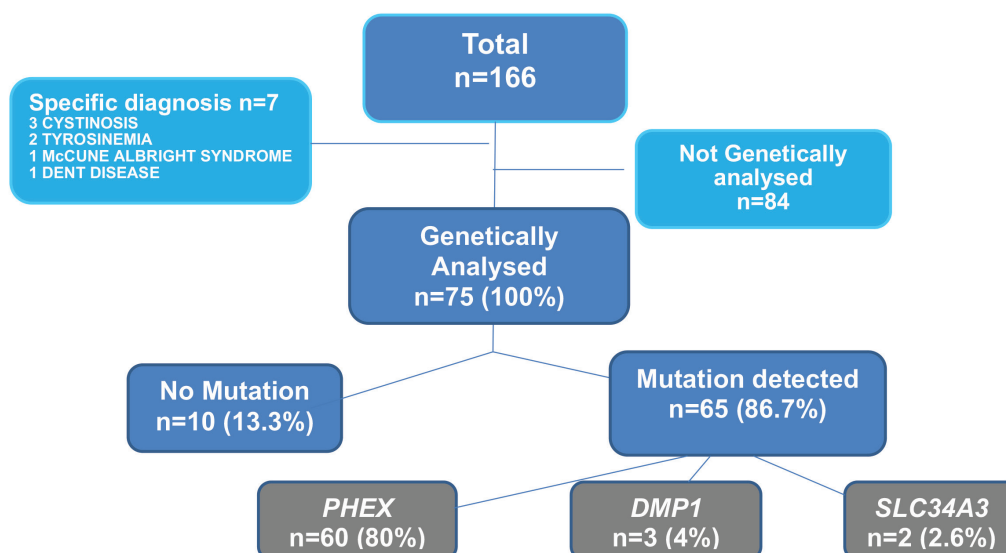 Total
n=166
Specific diagnosis n=7
3 CYSTINOSIS
2 TYROSINEMIA
1 McCUNE ALBRIGHT SYNDROME
1 DENT DISEASE
Not Genetically
analysed
n=84
Genetically
Analysed
n=75 (100%)
No Mutation
n=10 (13.3%)
Mutation detected
n=65 (86.7%)
PHEX
n=60 (80%)
DMP1
n=3 (4%)
SLC34A3
n=2 (2.6%)